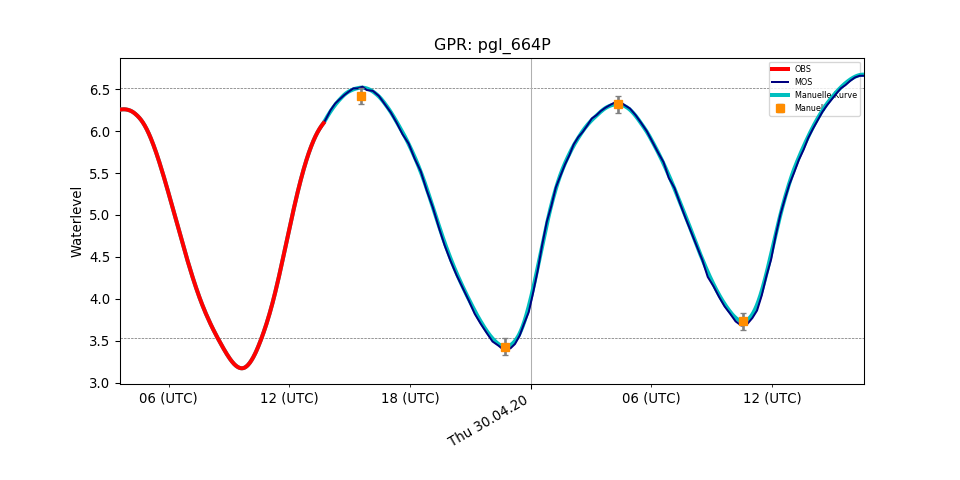 GPR: pgl_664P
OBS
MOS
Manuelle Kurve
Manuell
Waterlevel
6.5
6.0
5.5
5.0
4.5
4.0
3.5
3.0
06 (UTC)
12 (UTC)
18 (UTC)
Thu 30.04.20
06 (UTC)
12 (UTC)